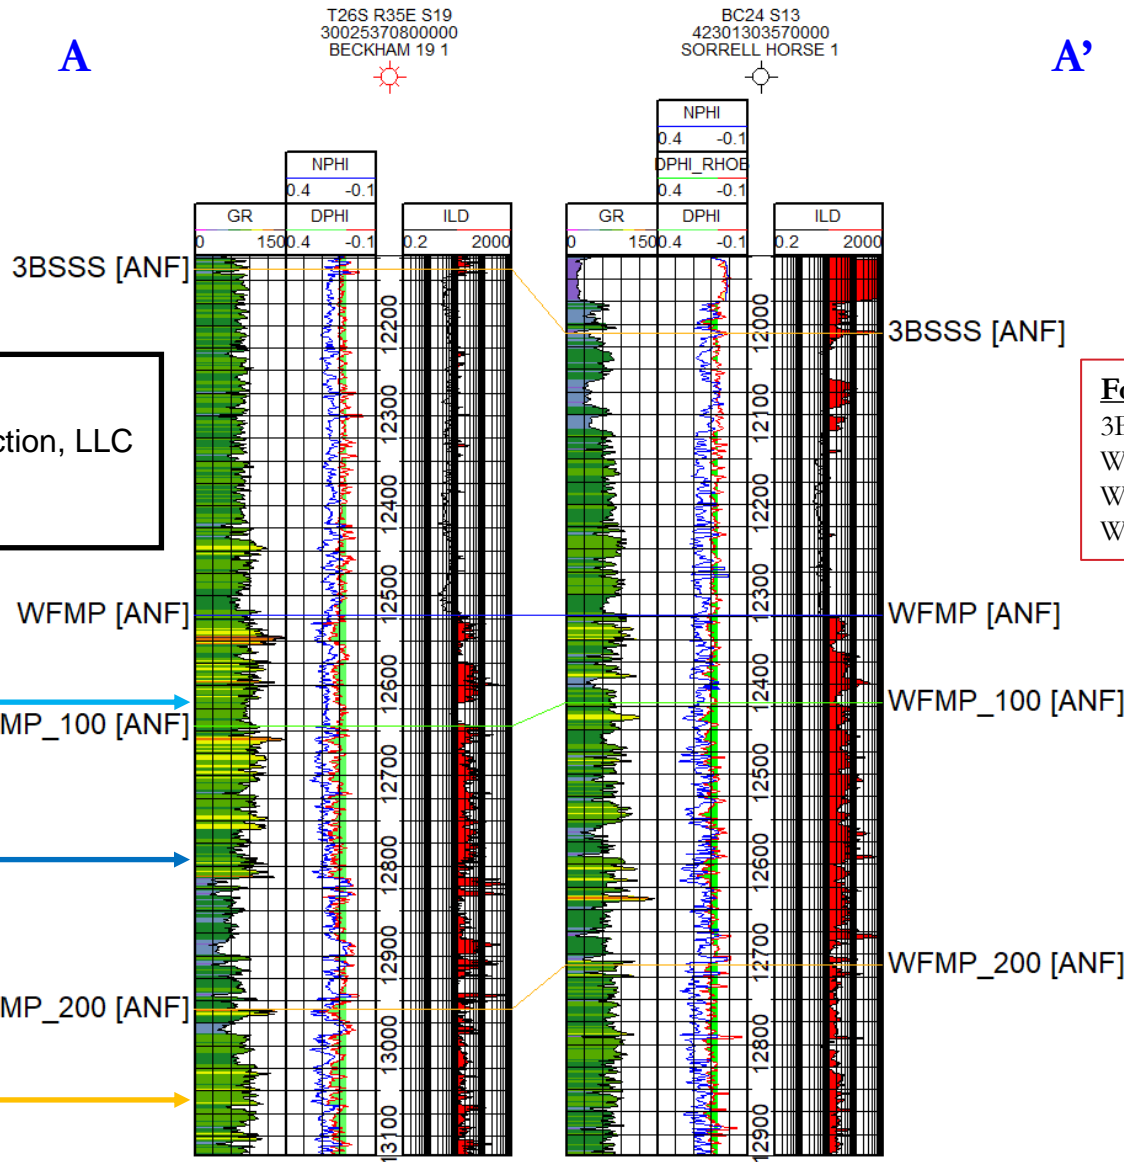 T26S R35E S19
30025370800000
BECKHAM 19 1
BC24 S13
42301303570000
SORRELL HORSE 1
A
A’
NPHI
0.4 -0.1
GR
0 150
DPHI
0.4 -0.1
ILD
0.2 2000
NPHI
0.4 -0.1
DPHI_RHOB
0.4 -0.1
GR
0 150
DPHI
0.4 -0.1
ILD
0.2 2000
3BSSS [ANF]
3BSSS [ANF]
ction, LLC
WFMP [ANF]
WFMP [ANF]
MP_100 [ANF]
WFMP_100 [ANF]
MP_200 [ANF]
WFMP_200 [ANF]
12200
12300
12400
12500
12600
12700
12800
12900
13000
13100
12000
12100
12200
12300
12400
12500
12600
12700
12800
12900
Fo
3B
W
W
W